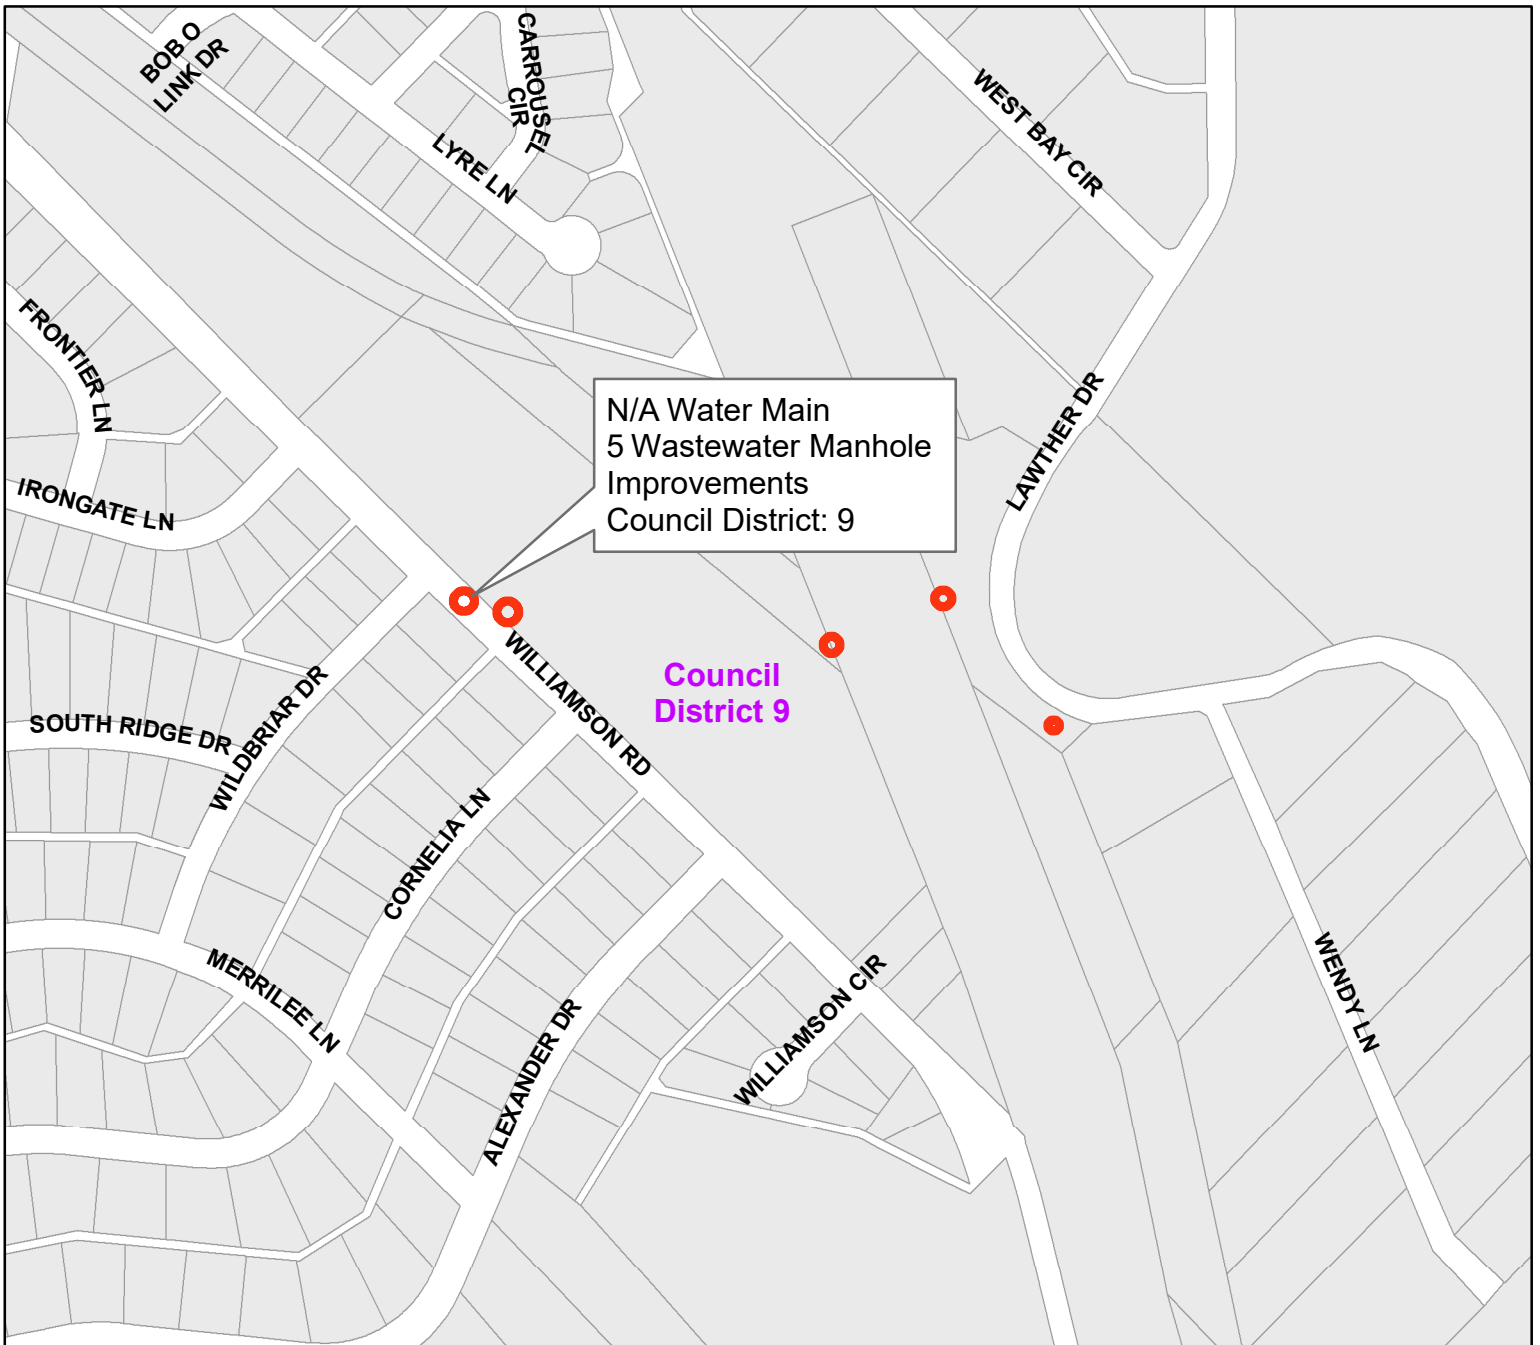 BOB O
LINK DR
CARROUSEL
CIR
LYRE LN
WEST BAY CIR
FRONTIER LN
LAWTHER DR
N/A Water Main
5 Wastewater Manhole
Improvements
Council District: 9
IRONGATE LN
WILLIAMSON RD
Council
District 9
SOUTH RIDGE DR
WILDBRIAR DR
CORNELIA LN
MERRILEE LN
ALEXANDER DR
WILLIAMSON CIR
WENDY LN